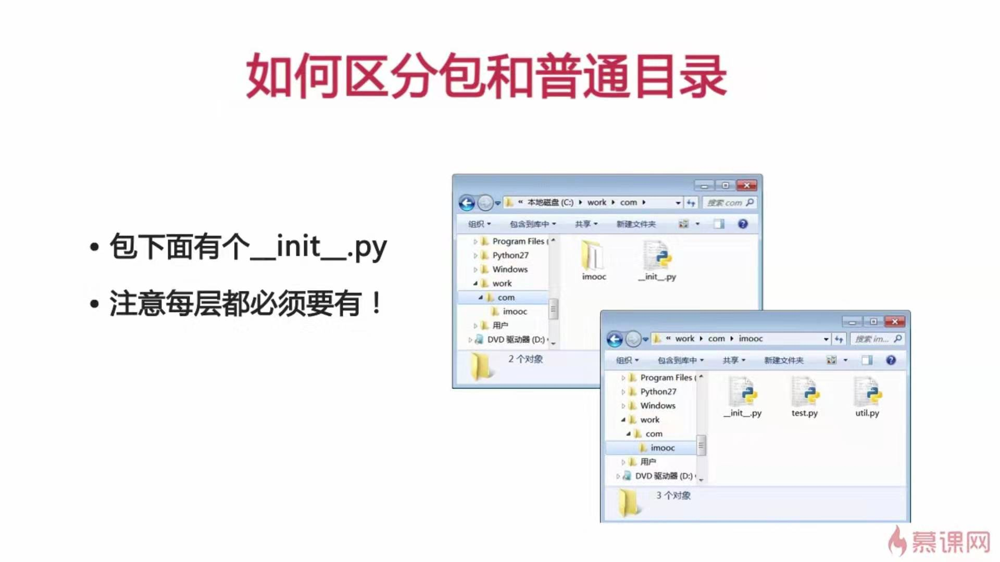 如何区分包和普通目录
• 包下面有个__init__.py
• 注意每层都必须要有！
« 本地磁盘 (C:) work com
搜索 com
组织 包含到库中 共享 新建文件夹
Program Files (
Python27
Windows
work
com
imooc
用户
DVD 驱动器 (D:)
imooc
__init__.py
2 个对象
« work com imooc
搜索 im...
组织 包含到库中 共享 新建文件夹
Program Files (
Python27
Windows
work
com
imooc
用户
DVD 驱动器 (D:)
__init__.py
test.py
util.py
3 个对象
慕课网